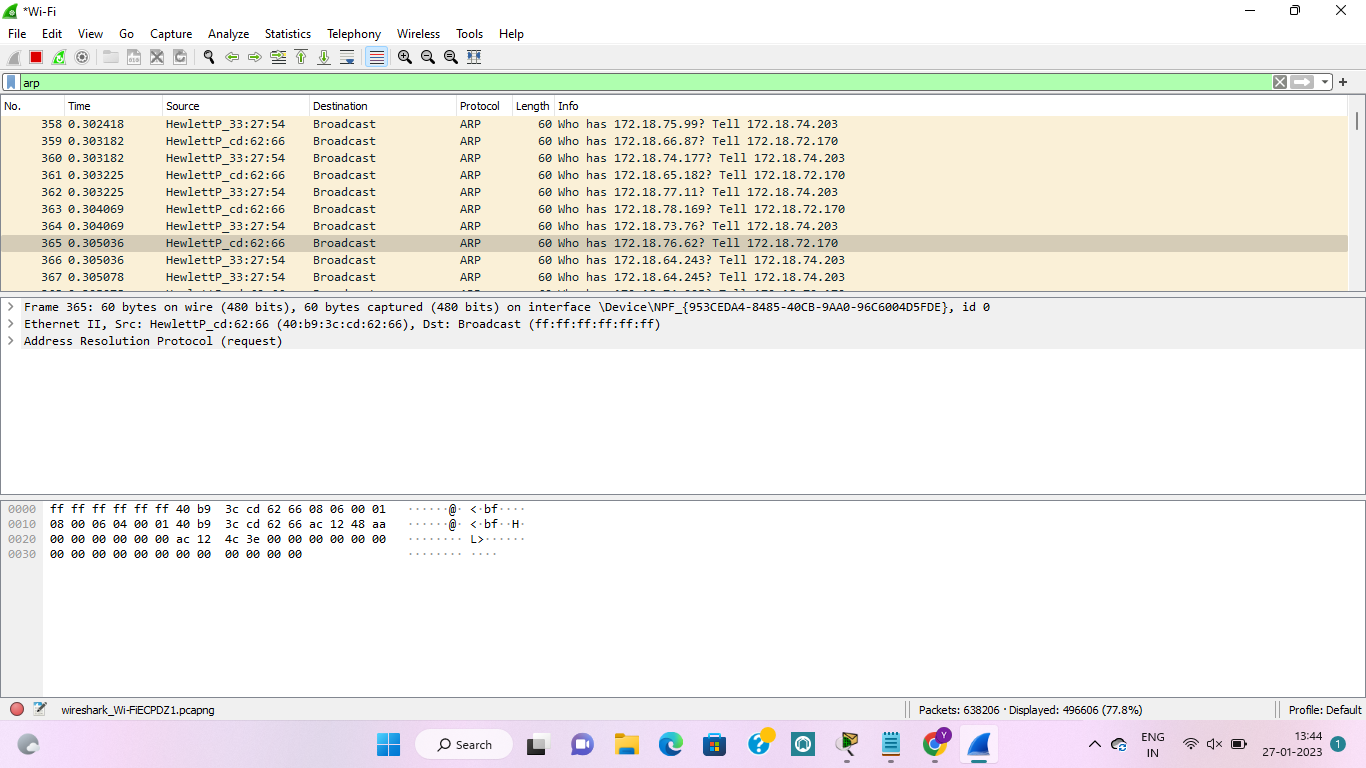 *Wi-Fi
File Edit View Go Capture Analyze Statistics Telephony Wireless Tools Help
arp
No. Time Source Destination Protocol Length Info
358 0.302418 HewlettP_33:27:54 Broadcast ARP 60 Who has 172.18.75.99? Tell 172.18.74.203
359 0.303182 HewlettP_cd:62:66 Broadcast ARP 60 Who has 172.18.66.87? Tell 172.18.72.170
360 0.303182 HewlettP_33:27:54 Broadcast ARP 60 Who has 172.18.74.177? Tell 172.18.74.203
361 0.303225 HewlettP_cd:62:66 Broadcast ARP 60 Who has 172.18.65.182? Tell 172.18.72.170
362 0.303225 HewlettP_33:27:54 Broadcast ARP 60 Who has 172.18.77.11? Tell 172.18.74.203
363 0.304069 HewlettP_cd:62:66 Broadcast ARP 60 Who has 172.18.78.169? Tell 172.18.72.170
364 0.304069 HewlettP_33:27:54 Broadcast ARP 60 Who has 172.18.73.76? Tell 172.18.74.203
365 0.305036 HewlettP_cd:62:66 Broadcast ARP 60 Who has 172.18.76.62? Tell 172.18.72.170
366 0.305036 HewlettP_33:27:54 Broadcast ARP 60 Who has 172.18.64.243? Tell 172.18.74.203
367 0.305078 HewlettP_33:27:54 Broadcast ARP 60 Who has 172.18.64.245? Tell 172.18.74.203
Frame 365: 60 bytes on wire (480 bits), 60 bytes captured (480 bits) on interface \Device\NPF_{953CEDA4-8485-40CB-9AA0-96C6004D5FDE}, id 0
Ethernet II, Src: HewlettP_cd:62:66 (40:b9:3c:cd:62:66), Dst: Broadcast (ff:ff:ff:ff:ff:ff)
Address Resolution Protocol (request)
0000 ff ff ff ff ff ff 40 b9 3c cd 62 66 08 06 00 01 ······@· <·bf····
0010 08 00 06 04 00 01 40 b9 3c cd 62 66 ac 12 48 aa ······@· <·bf··H·
0020 00 00 00 00 00 00 ac 12 4c 3e 00 00 00 00 00 00 ········ L>······
0030 00 00 00 00 00 00 00 00 00 00 00 00 ········ ····
wireshark_Wi-FiECPDZ1.pcapng Packets: 638206 · Displayed: 496606 (77.8%) Profile: Default
Search Y ENG IN 13:44 27-01-2023 1